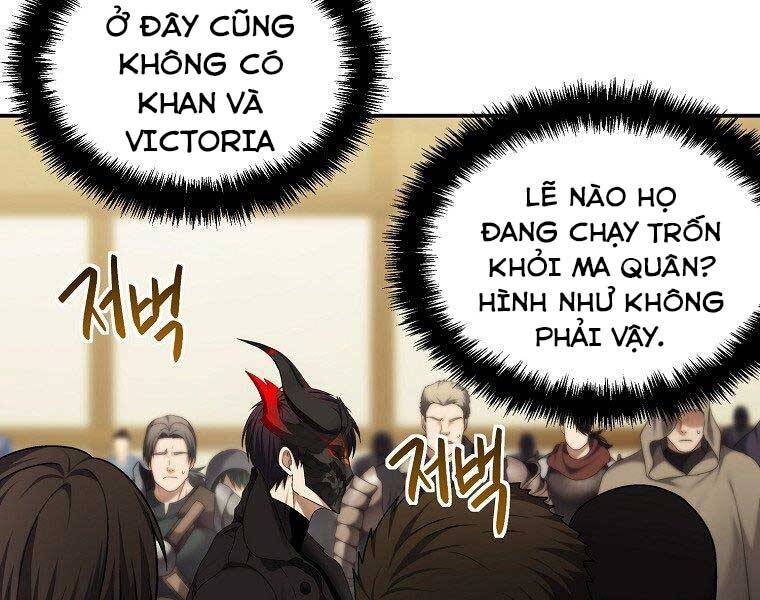 Ở ĐÂY CŨNG
KHÔNG CÓ
KHAN VÀ
VICTORIA
LẼ NÀO HỌ
ĐANG CHẠY TRỐN
KHỎI MA QUÂN?
HÌNH NHƯ KHÔNG
PHẢI VẬY.
저벅
저벅